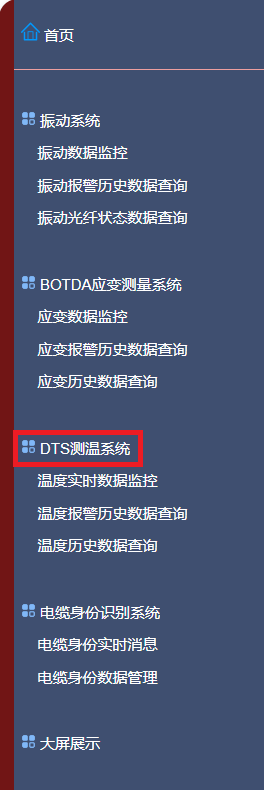 首页
振动系统
振动数据监控
振动报警历史数据查询
振动光纤状态数据查询
BOTDA应变测量系统
应变数据监控
应变报警历史数据查询
应变历史数据查询
DTS测温系统
温度实时数据监控
温度报警历史数据查询
温度历史数据查询
电缆身份识别系统
电缆身份实时消息
电缆身份数据管理
大屏展示